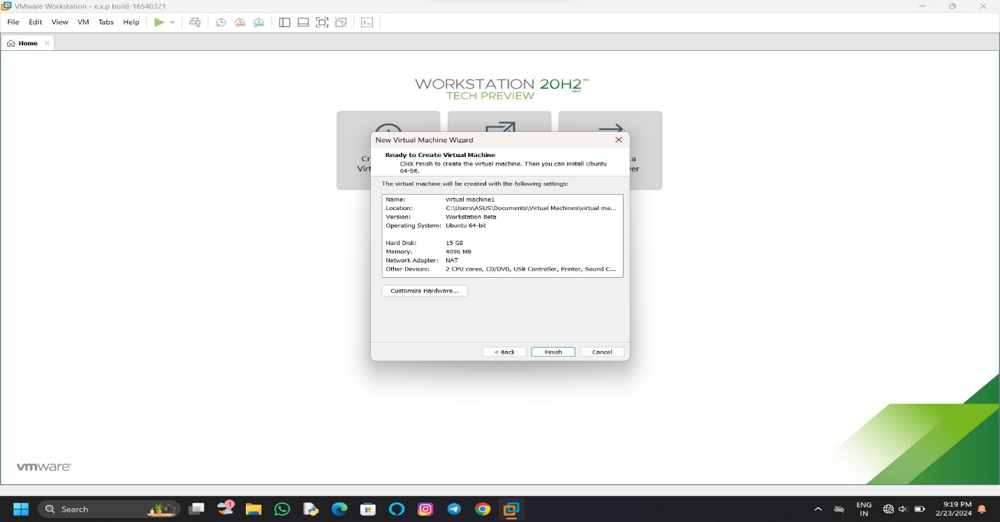 VMware Workstation - e.x.p build-16540321
File Edit View VM Tabs Help
Home
WORKSTATION 20H2™
JULY
TECH PREVIEW
New Virtual Machine Wizard
Ready to Create Virtual Machine
Click Finish to create the virtual machine. Then you can install Ubuntu
64-bit.
Cr
Virt
a
ver
The virtual machine will be created with the following settings:
Name: virtual machine1
Location: C:\Users\ASUS\Documents\Virtual Machines\virtual ma...
Version: Workstation Beta
Operating System: Ubuntu 64-bit
Hard Disk: 15 GB
Memory: 4096 MB
Network Adapter: NAT
Other Devices: 2 CPU cores, CD/DVD, USB Controller, Printer, Sound C...
Customize Hardware...
< Back Finish Cancel
vmware®
Search
1
ENG
IN
9:19 PM
2/23/2024